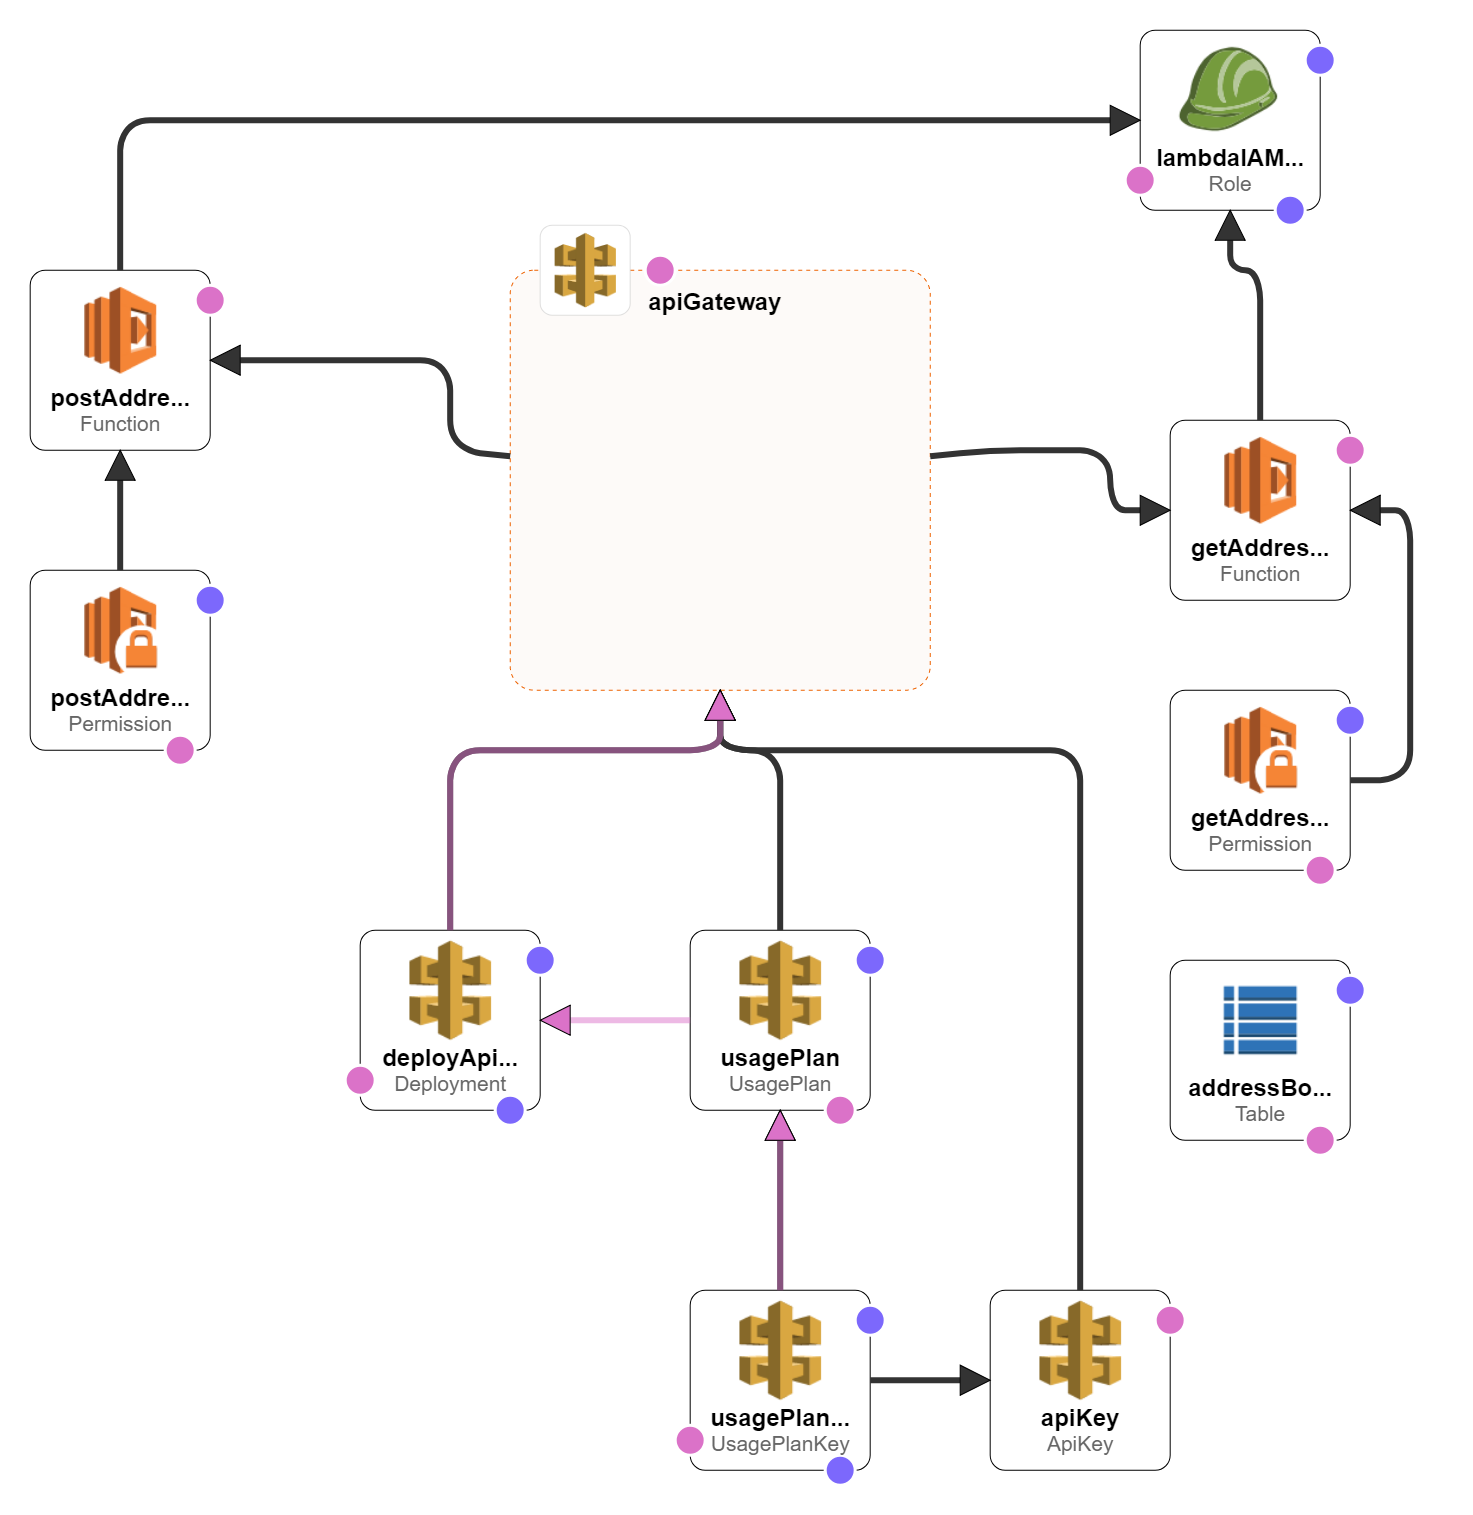 lambdaIAM...
Role
apiGateway
postAddre...
Function
getAddres...
Function
postAddre...
Permission
getAddres...
Permission
deployApi...
Deployment
usagePlan
UsagePlan
addressBo...
Table
usagePlan...
UsagePlanKey
apiKey
ApiKey